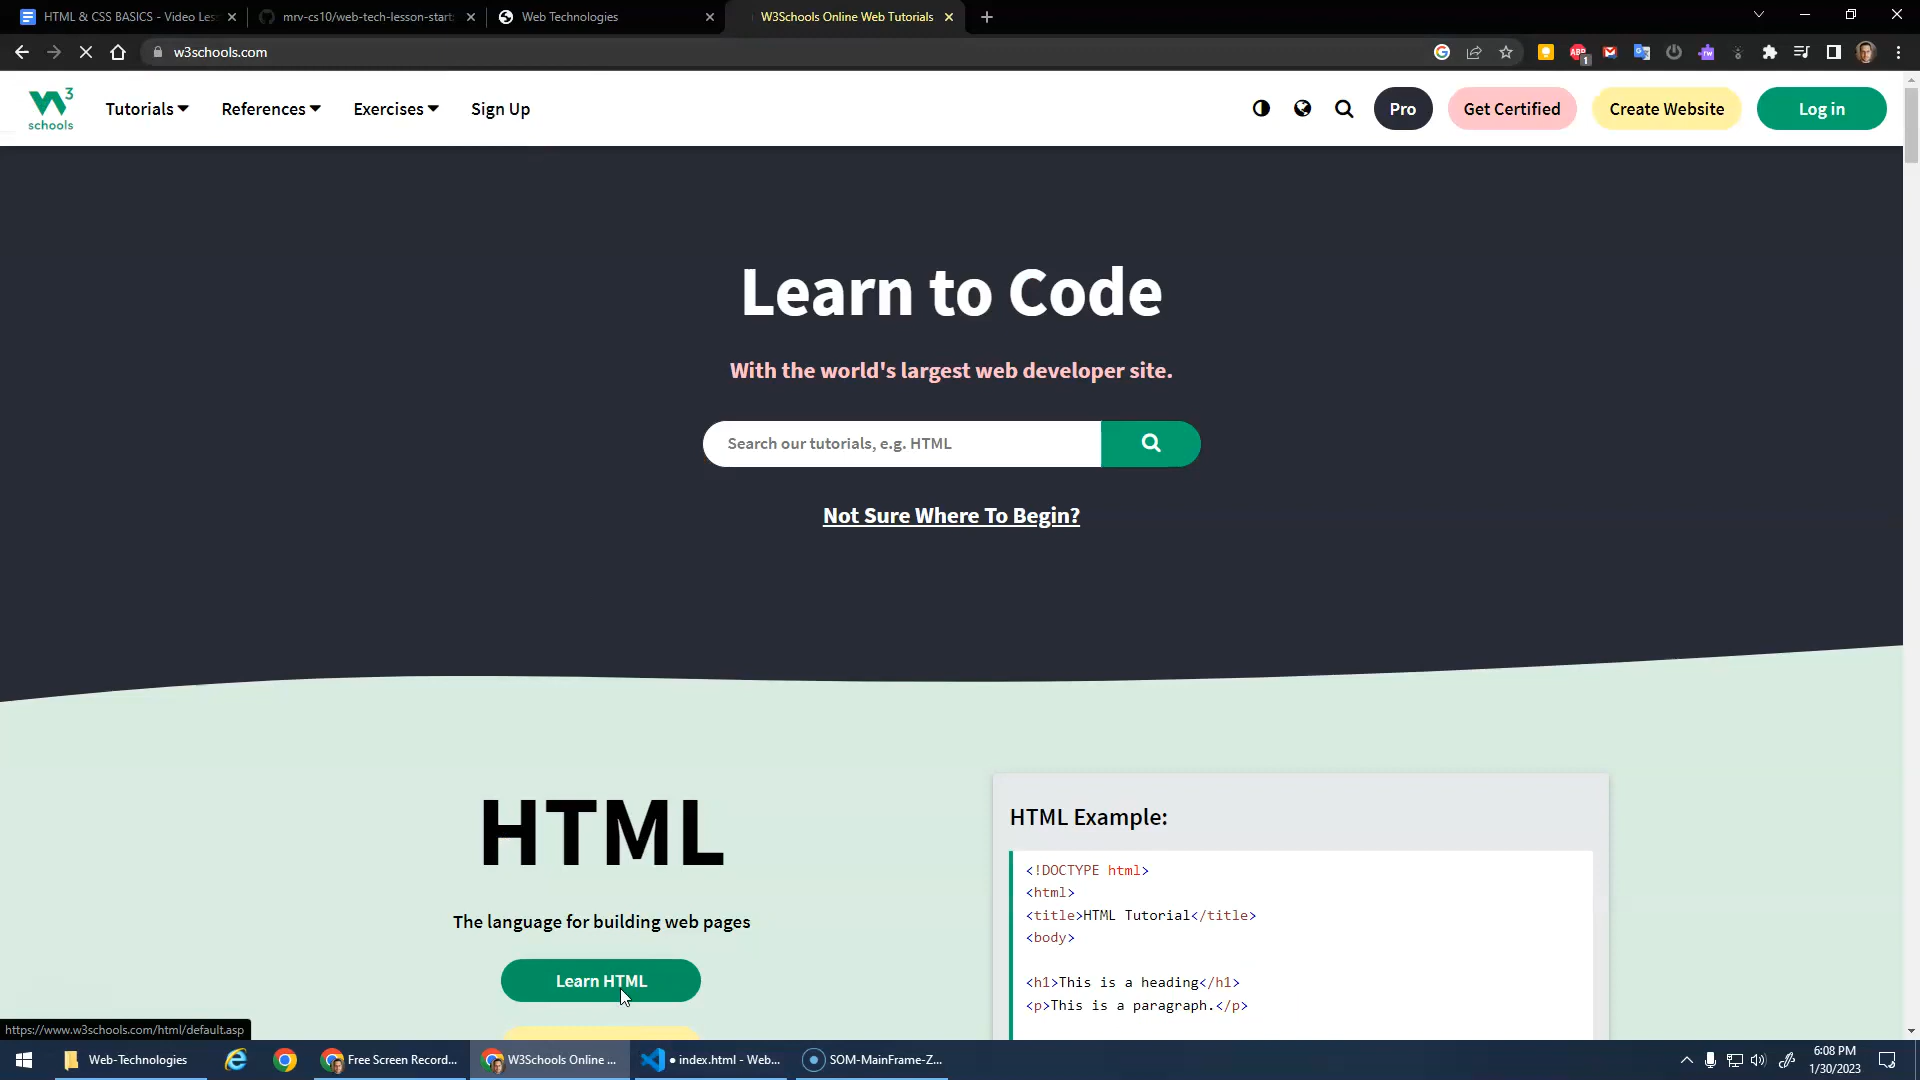 HTML & CSS BASICS - Video Les
mrv-cs10/web-tech-lesson-start
Web Technologies
W3Schools Online Web Tutorials
w3schools.com
ABP
1
rw
3
schools
Tutorials
References
Exercises
Sign Up
Pro
Get Certified
Create Website
Log in
Learn to Code
With the world's largest web developer site.
Search our tutorials, e.g. HTML
Not Sure Where To Begin?
HTML
The language for building web pages
Learn HTML
HTML Example:
<!DOCTYPE html>
<html>
<title>HTML Tutorial</title>
<body>
<h1>This is a heading</h1>
<p>This is a paragraph.</p>
https://www.w3schools.com/html/default.asp
Web-Technologies
Free Screen Record...
W3Schools Online ...
● index.html - Web...
SOM-MainFrame-Z...
6:08 PM
1/30/2023